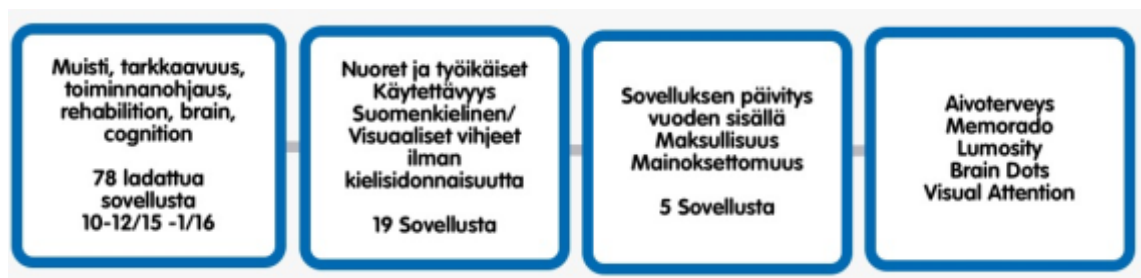 Muisti, tarkkaavuus,
toiminnanohjaus,
rehabilition, brain,
cognition
78 ladattua
sovellusta
10-12/15 -1/16
Nuoret ja työikäiset
Käytettävyys
Suomenkielinen/
Visuaaliset vihjeet
ilman
kielisidonnaisuutta
19 Sovellusta
Sovelluksen päivitys
vuoden sisällä
Maksullisuus
Mainoksettomuus
5 Sovellusta
Aivoterveys
Memorado
Lumosity
Brain Dots
Visual Attention